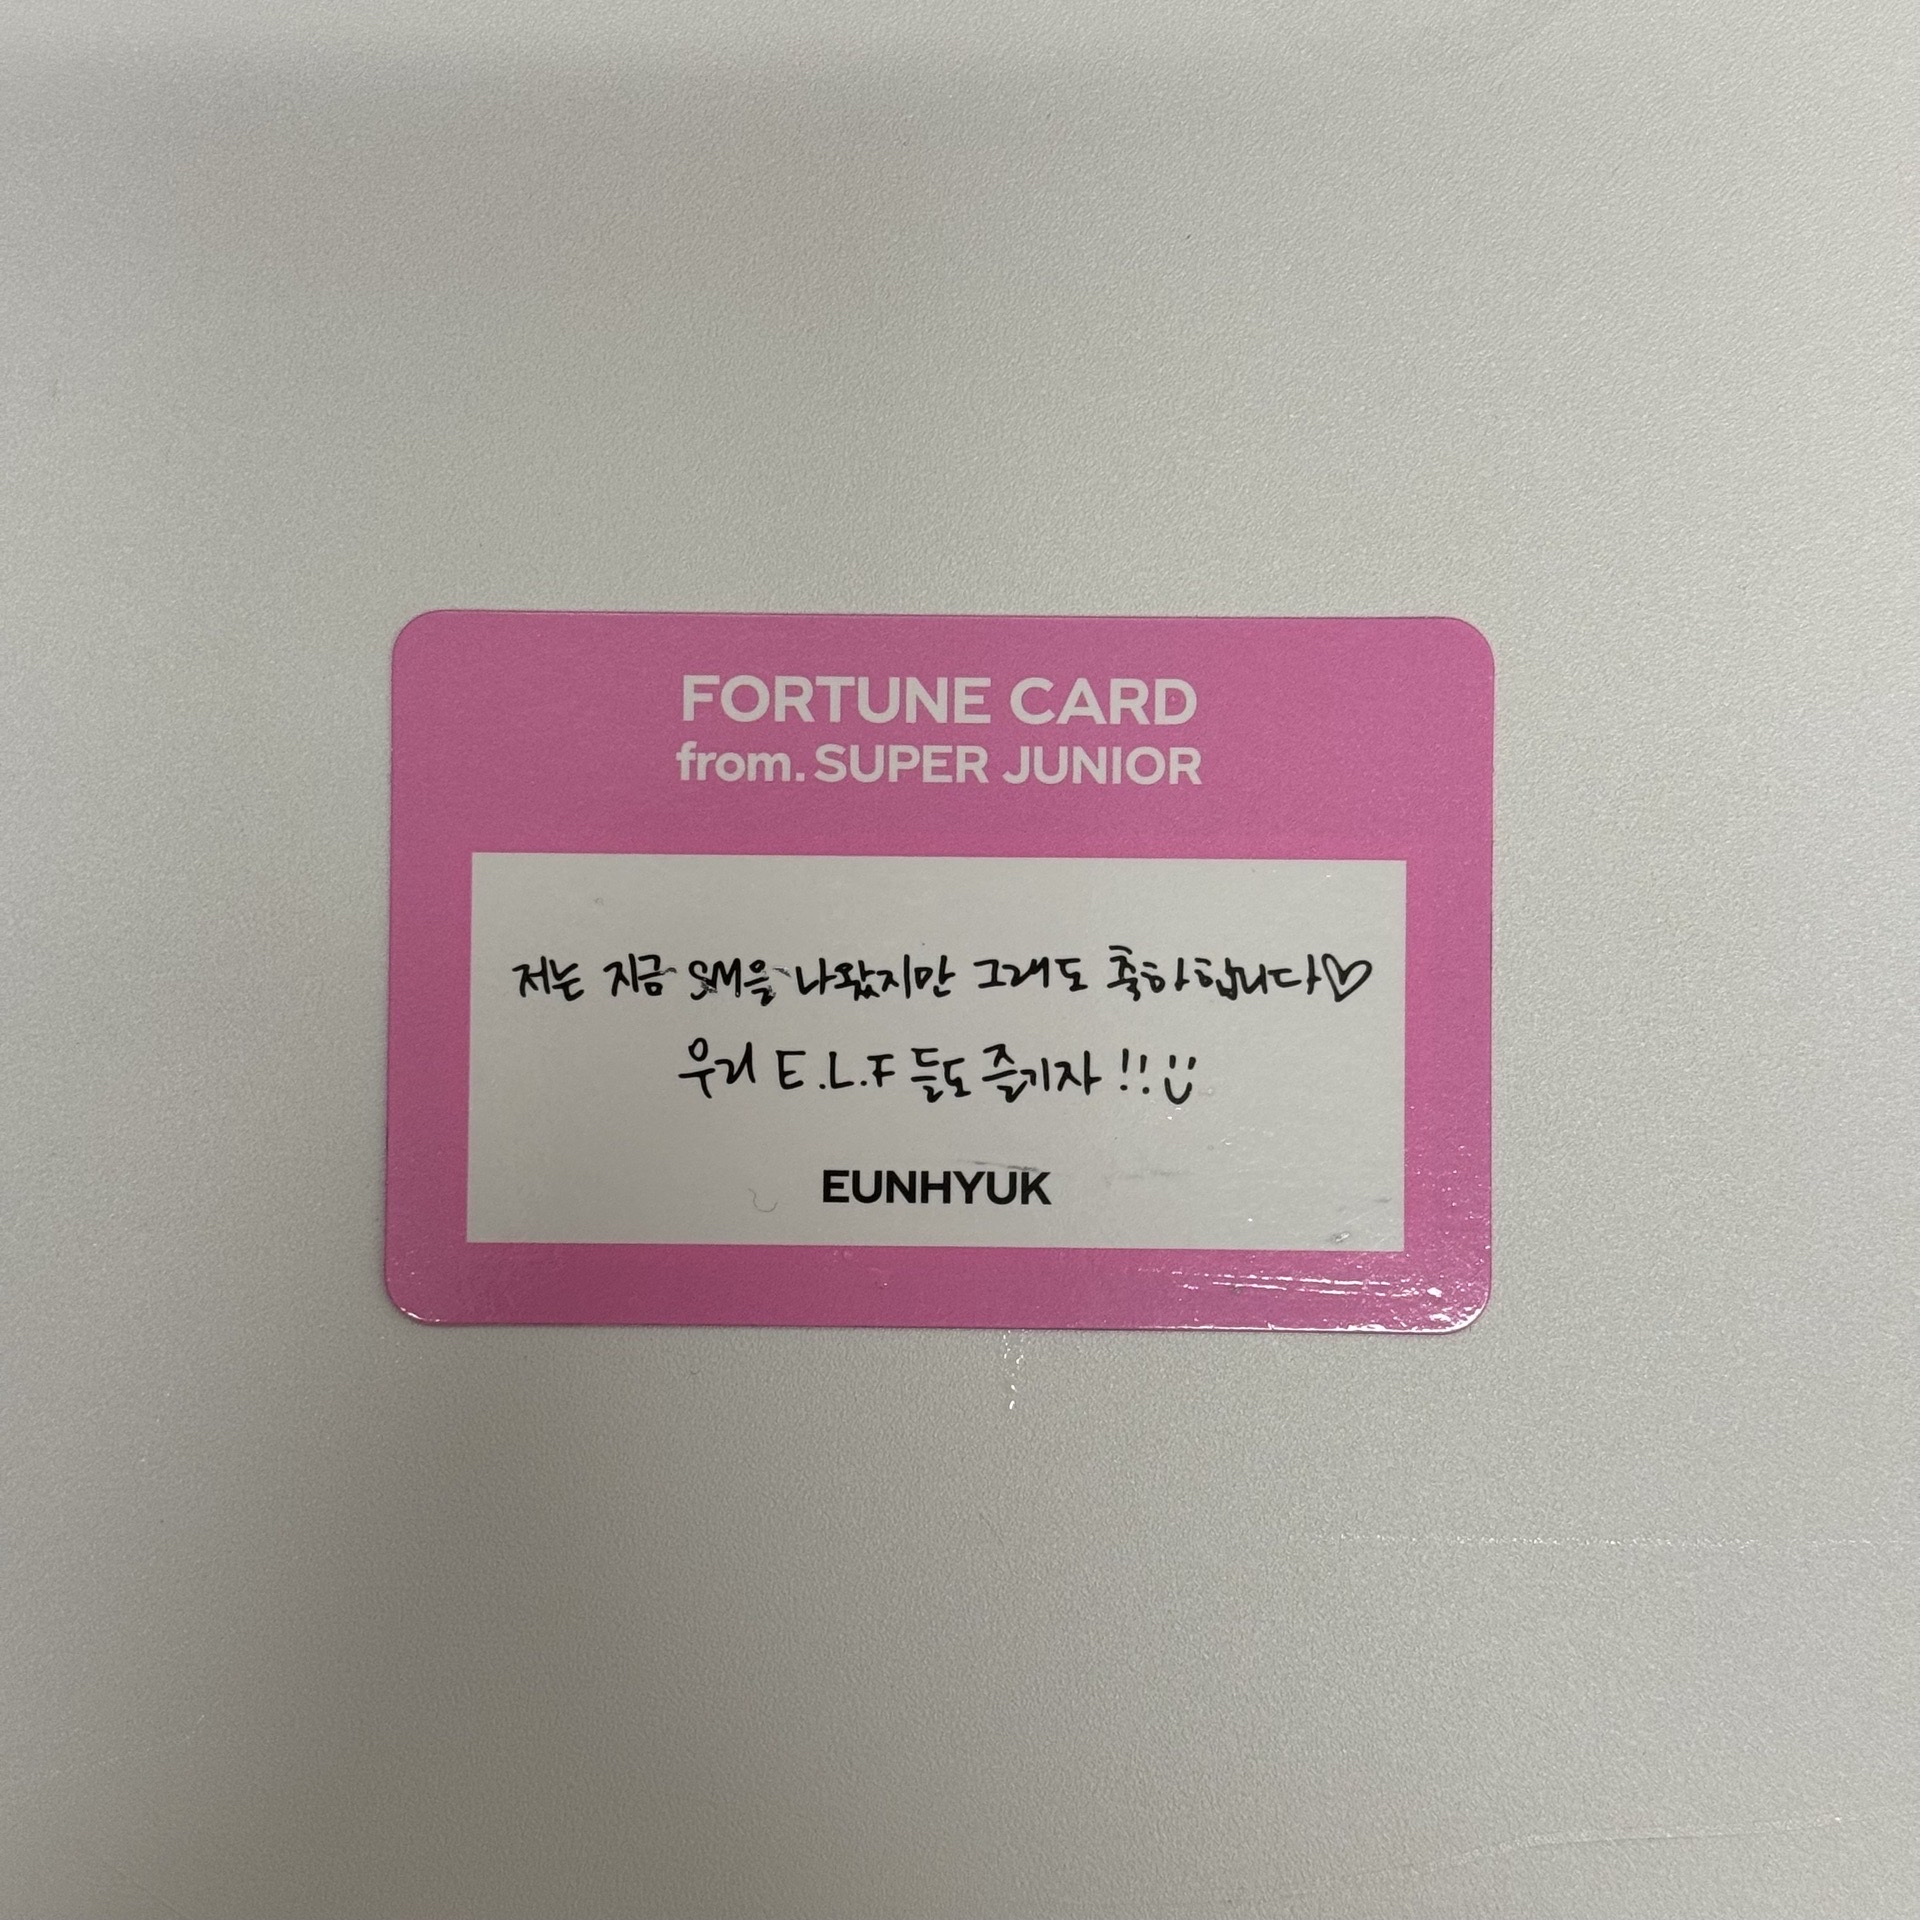 FORTUNE CARD
from. SUPER JUNIOR
저는 지금 SM을 나왔지만 그래도 축하합니다♡
우리 E.L.F 들도 즐기자 !! :)
EUNHYUK